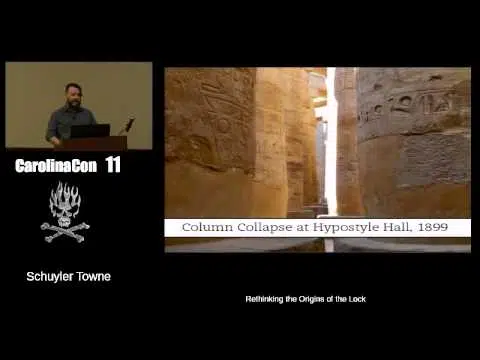 CarolinaCon 11
Column Collapse at Hypostyle Hall, 1899
Schuyler Towne
Rethinking the Origins of the Lock